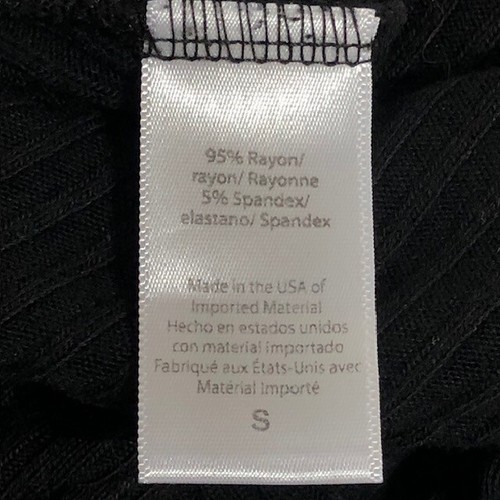 95% Rayon/
rayon/ Rayonne
5% Spandex/
elastano/ Spandex
Made in the USA of
Imported Material
Hecho en estados unidos
con material importado
Fabriqué aux États-Unis avec
Matérial Importé
S